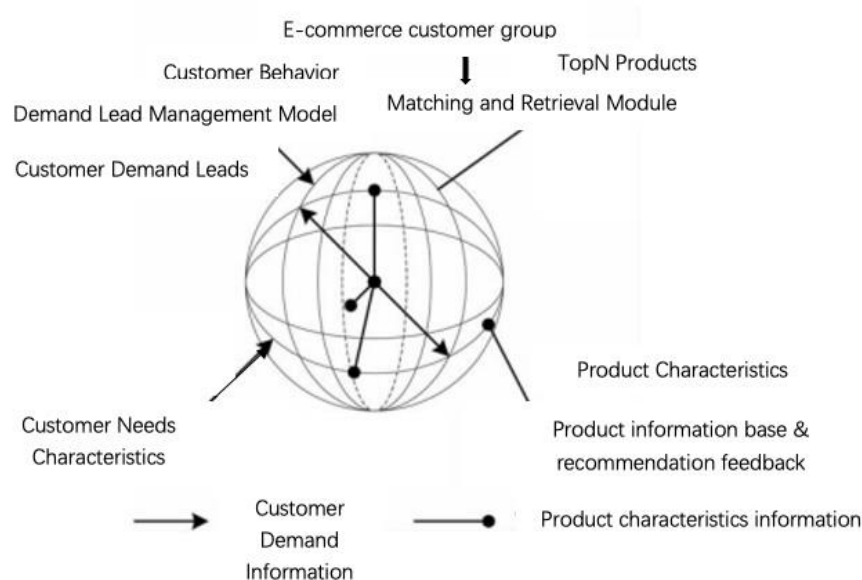 E-commerce customer group
Customer Behavior
TopN Products
Demand Lead Management Model
Matching and Retrieval Module
Customer Demand Leads
Product Characteristics
Customer Needs
Characteristics
Product information base &
recommendation feedback
Customer
Demand
Information
Product characteristics information